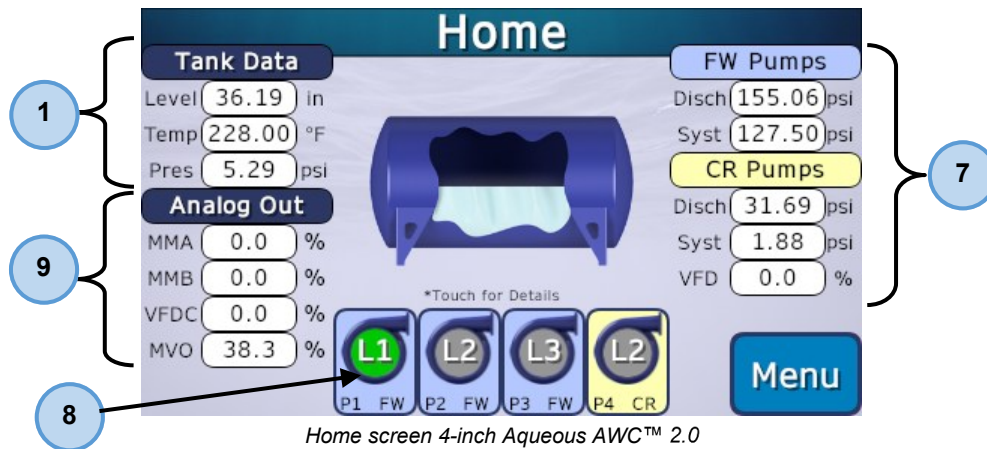 Home
1
Tank Data
Level 36.19 in
Temp 228.00 °F
Pres 5.29 psi
9
Analog Out
MMA 0.0 %
MMB 0.0 %
VFDC 0.0 %
MVO 38.3 %
FW Pumps
Disch 155.06 psi
Syst 127.50 psi
CR Pumps
Disch 31.69 psi
Syst 1.88 psi
VFD 0.0 %
7
*Touch for Details
L1 L2 L3 L2
P1 FW P2 FW P3 FW P4 CR
8
Menu
Home screen 4-inch Aqueous AWC™ 2.0